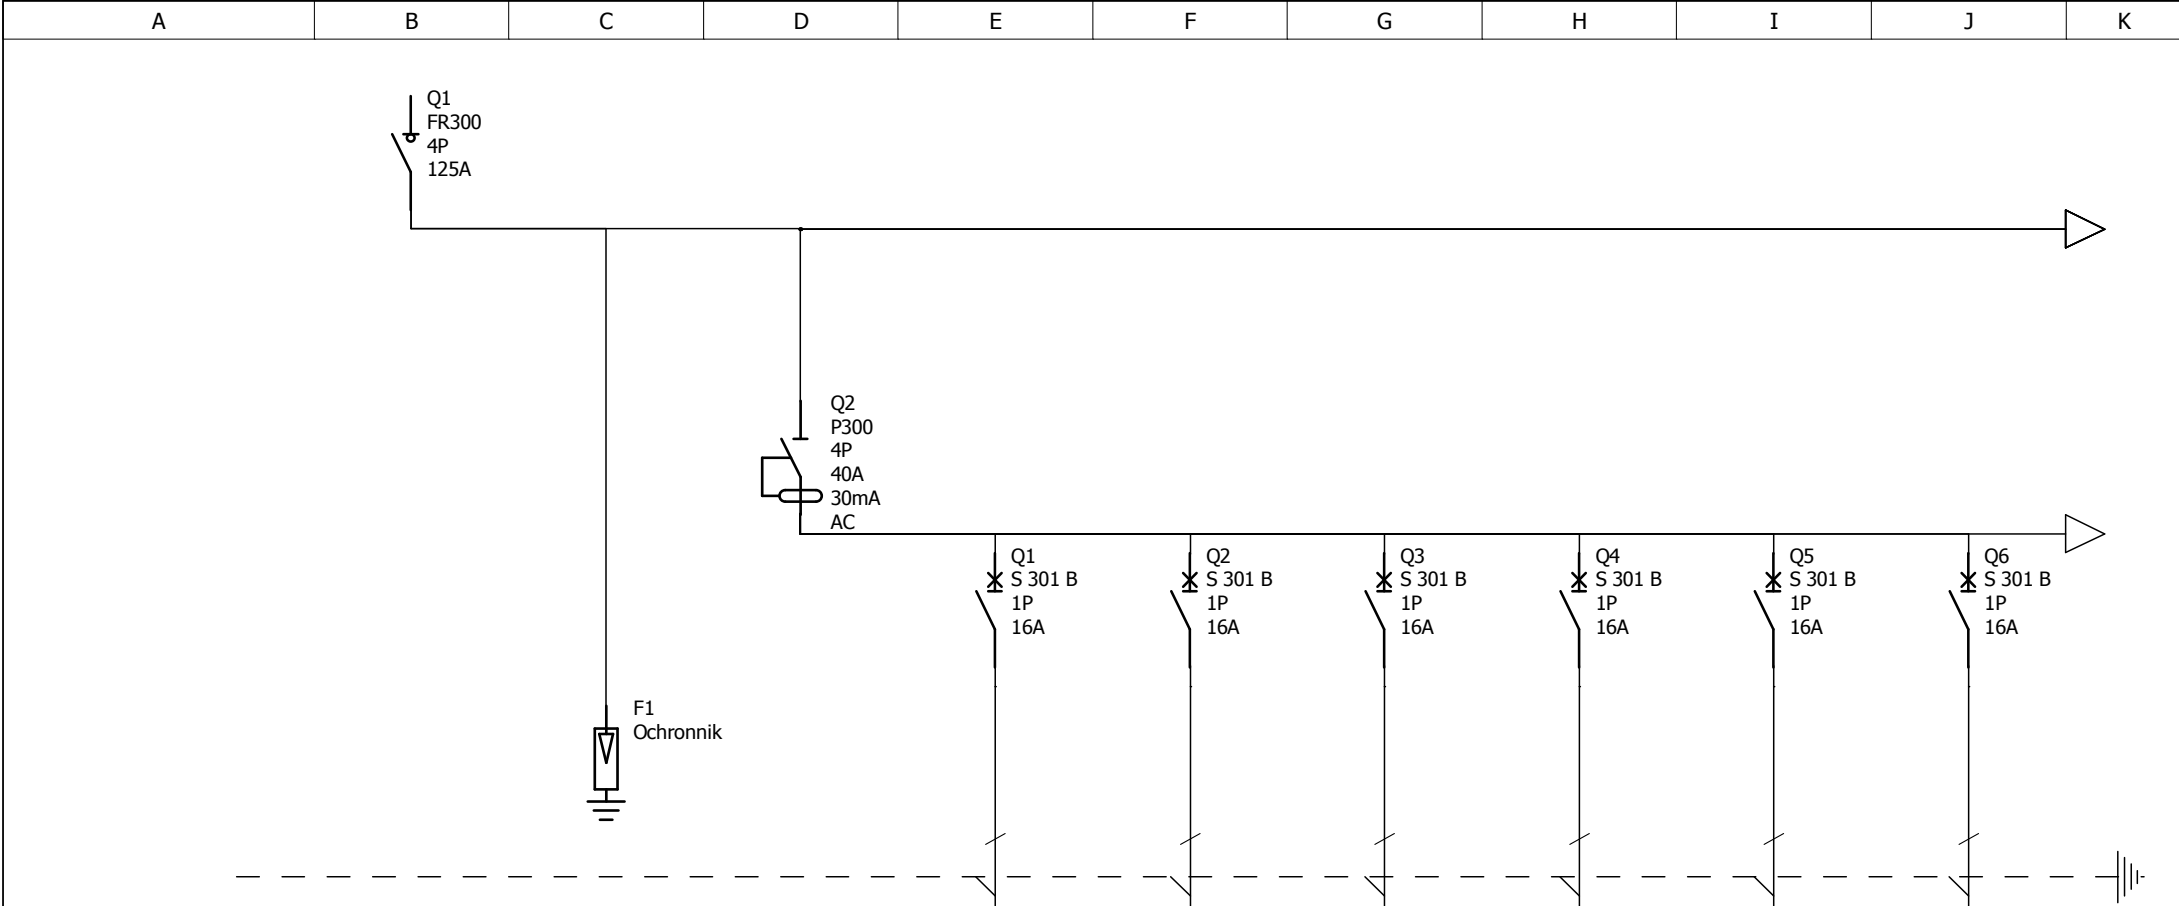 A B C D E F G H I J K
Q1
FR300
4P
125A
Q2
P300
4P
40A
30mA
AC
Q1
S 301 B
1P
16A
Q2
S 301 B
1P
16A
Q3
S 301 B
1P
16A
Q4
S 301 B
1P
16A
Q5
S 301 B
1P
16A
Q6
S 301 B
1P
16A
F1
Ochronnik